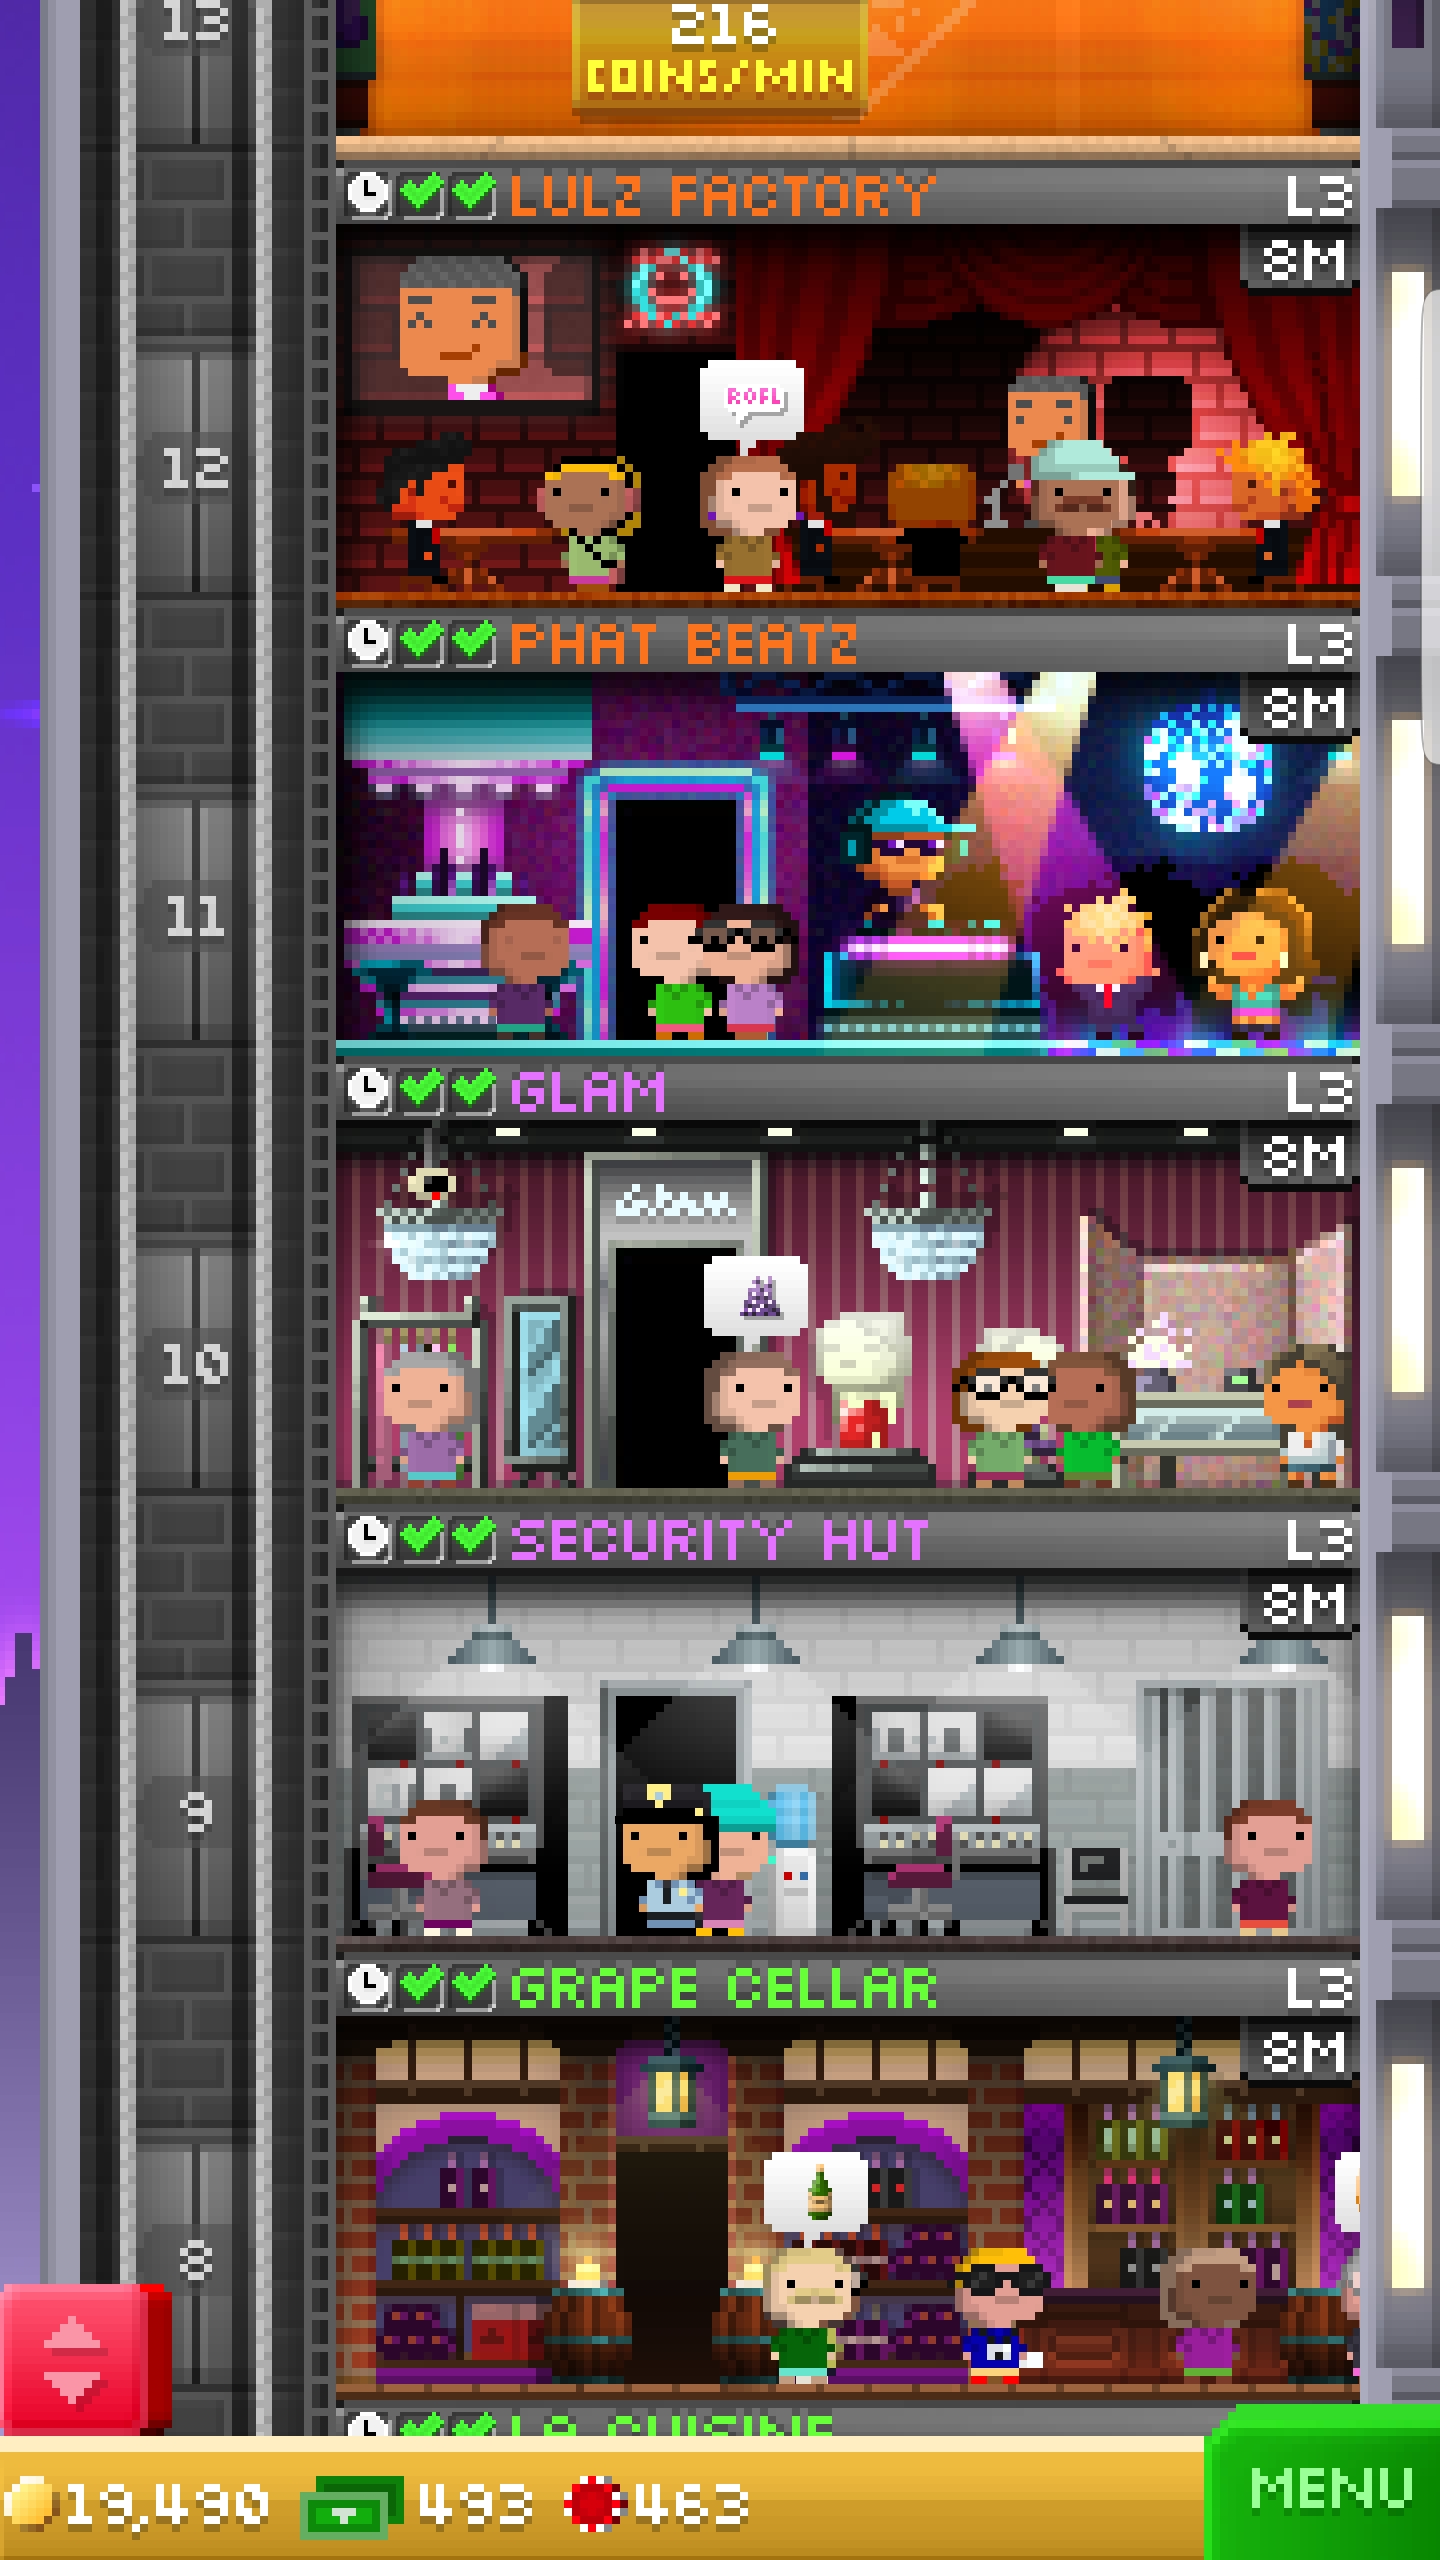 13
216
COINS/MIN
LULZ FACTORY L3
8M
ROFL
12
PHAT BEATZ L3
8M
11
GLAM L3
8M
Glam
10
SECURITY HUT L3
8M
9
GRAPE CELLAR L3
8M
8
LA CUISINE
19,490 493 463
MENU